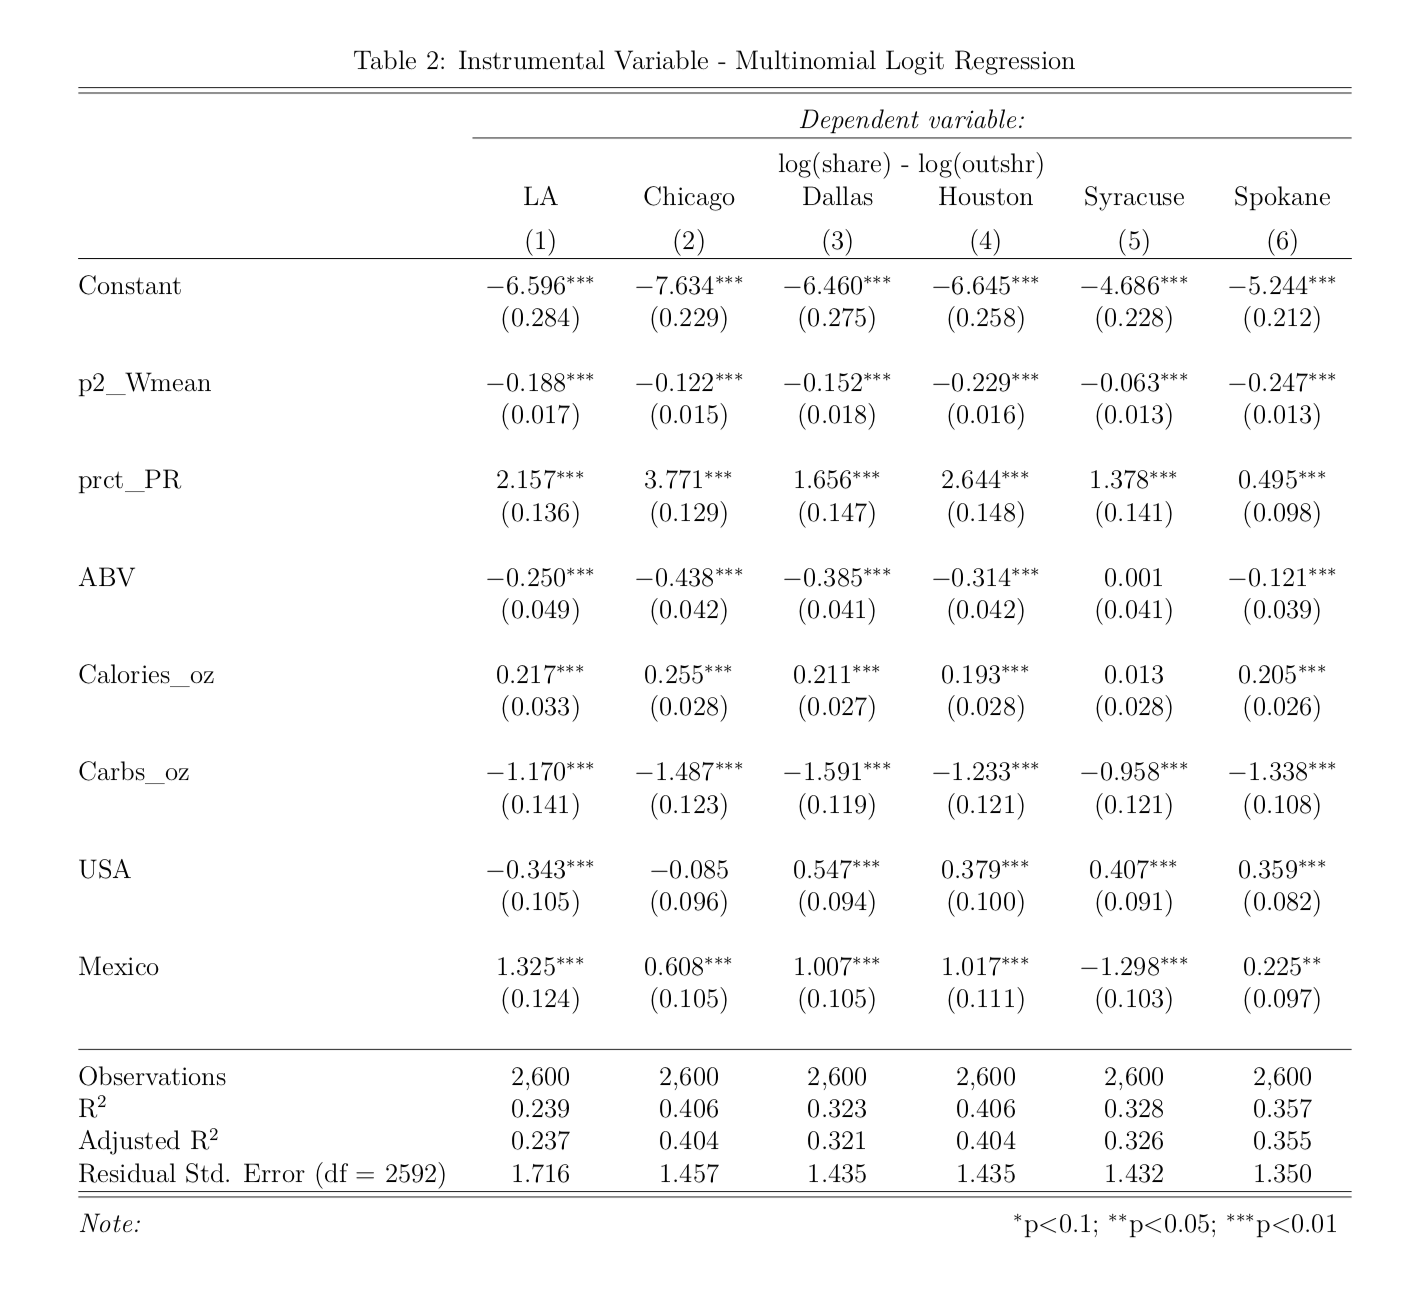 Table 2: Instrumental Variable - Multinomial Logit Regression
Dependent variable:
log(share) - log(outshr)
LA Chicago Dallas Houston Syracuse Spokane
(1) (2) (3) (4) (5) (6)
Constant −6.596*** −7.634*** −6.460*** −6.645*** −4.686*** −5.244***
(0.284) (0.229) (0.275) (0.258) (0.228) (0.212)
p2_Wmean −0.188*** −0.122*** −0.152*** −0.229*** −0.063*** −0.247***
(0.017) (0.015) (0.018) (0.016) (0.013) (0.013)
prct_PR 2.157*** 3.771*** 1.656*** 2.644*** 1.378*** 0.495***
(0.136) (0.129) (0.147) (0.148) (0.141) (0.098)
ABV −0.250*** −0.438*** −0.385*** −0.314*** 0.001 −0.121***
(0.049) (0.042) (0.041) (0.042) (0.041) (0.039)
Calories_oz 0.217*** 0.255*** 0.211*** 0.193*** 0.013 0.205***
(0.033) (0.028) (0.027) (0.028) (0.028) (0.026)
Carbs_oz −1.170*** −1.487*** −1.591*** −1.233*** −0.958*** −1.338***
(0.141) (0.123) (0.119) (0.121) (0.121) (0.108)
USA −0.343*** −0.085 0.547*** 0.379*** 0.407*** 0.359***
(0.105) (0.096) (0.094) (0.100) (0.091) (0.082)
Mexico 1.325*** 0.608*** 1.007*** 1.017*** −1.298*** 0.225**
(0.124) (0.105) (0.105) (0.111) (0.103) (0.097)
Observations 2,600 2,600 2,600 2,600 2,600 2,600
R² 0.239 0.406 0.323 0.406 0.328 0.357
Adjusted R² 0.237 0.404 0.321 0.404 0.326 0.355
Residual Std. Error (df = 2592) 1.716 1.457 1.435 1.435 1.432 1.350
Note: *p<0.1; **p<0.05; ***p<0.01